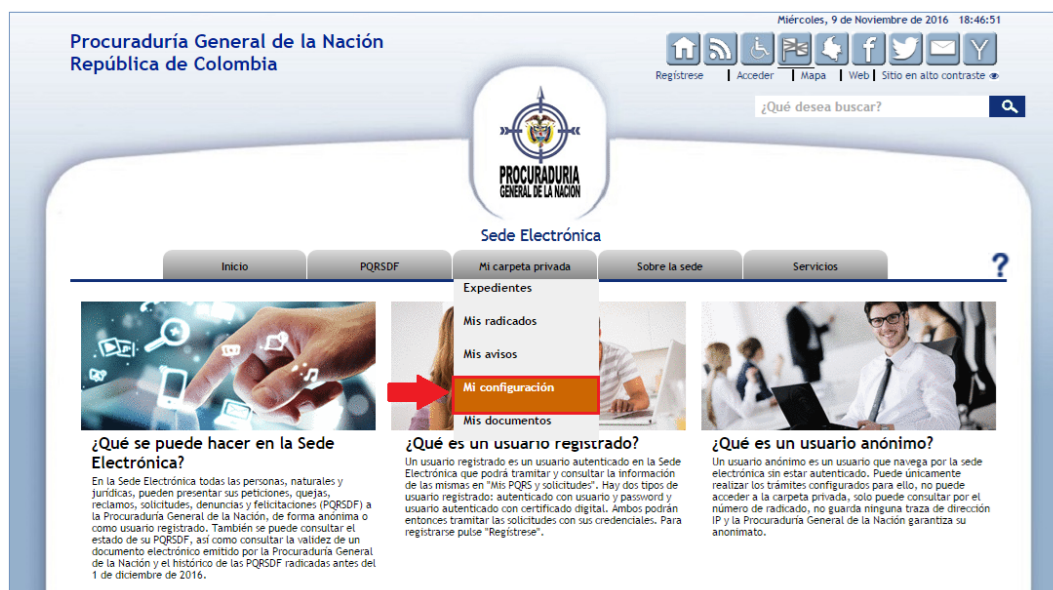 Miércoles, 9 de Noviembre de 2016 18:46:51
Procuraduría General de la Nación
República de Colombia
Regístrese | Acceder | Mapa | Web | Sitio en alto contraste
¿Qué desea buscar?
PROCURADURIA
GENERAL DE LA NACION
Sede Electrónica
Inicio PQRSDF Mi carpeta privada Sobre la sede Servicios ?
Expedientes
Mis radicados
Mis avisos
Mi configuración
Mis documentos
¿Qué se puede hacer en la Sede
Electrónica?
En la Sede Electrónica todas las personas, naturales y
jurídicas, pueden presentar sus peticiones, quejas,
reclamos, solicitudes, denuncias y felicitaciones (PQRSDF) a
la Procuraduría General de la Nación, de forma anónima o
como usuario registrado. También se puede consultar el
estado de su PQRSDF, así como consultar la validez de un
documento electrónico emitido por la Procuraduría General
de la Nación y el histórico de las PQRSDF radicadas antes del
1 de diciembre de 2016.
¿Qué es un usuario registrado?
Un usuario registrado es un usuario autenticado en la Sede
Electrónica que podrá tramitar y consultar la información
de las mismas en "Mis PQRS y solicitudes". Hay dos tipos de
usuario registrado: autenticado con usuario y password y
usuario autenticado con certificado digital. Ambos podrán
entonces tramitar las solicitudes con sus credenciales. Para
registrarse pulse "Regístrese".
¿Qué es un usuario anónimo?
Un usuario anónimo es un usuario que navega por la sede
electrónica sin estar autenticado. Puede únicamente
realizar los trámites configurados para ello, no puede
acceder a la carpeta privada, solo puede consultar por el
número de radicado, no guarda ninguna traza de dirección
IP y la Procuraduría General de la Nación garantiza su
anonimato.